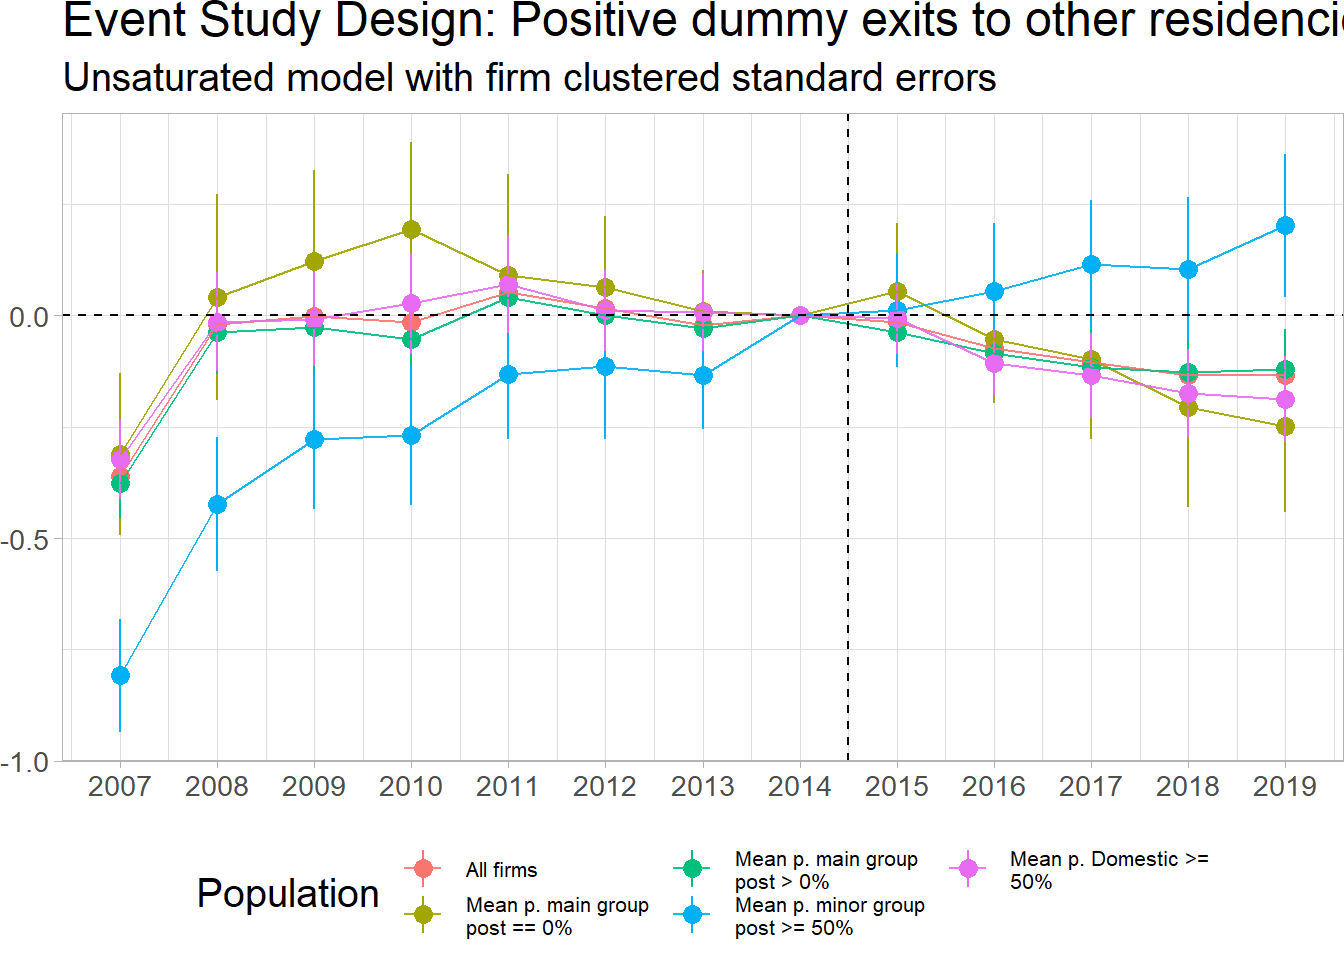 Event Study Design: Positive dummy exits to other residenci
Unsaturated model with firm clustered standard errors
0.0
-0.5
-1.0
2007 2008 2009 2010 2011 2012 2013 2014 2015 2016 2017 2018 2019
Population
All firms
Mean p. main group
post == 0%
Mean p. main group
post > 0%
Mean p. minor group
post >= 50%
Mean p. Domestic >=
50%